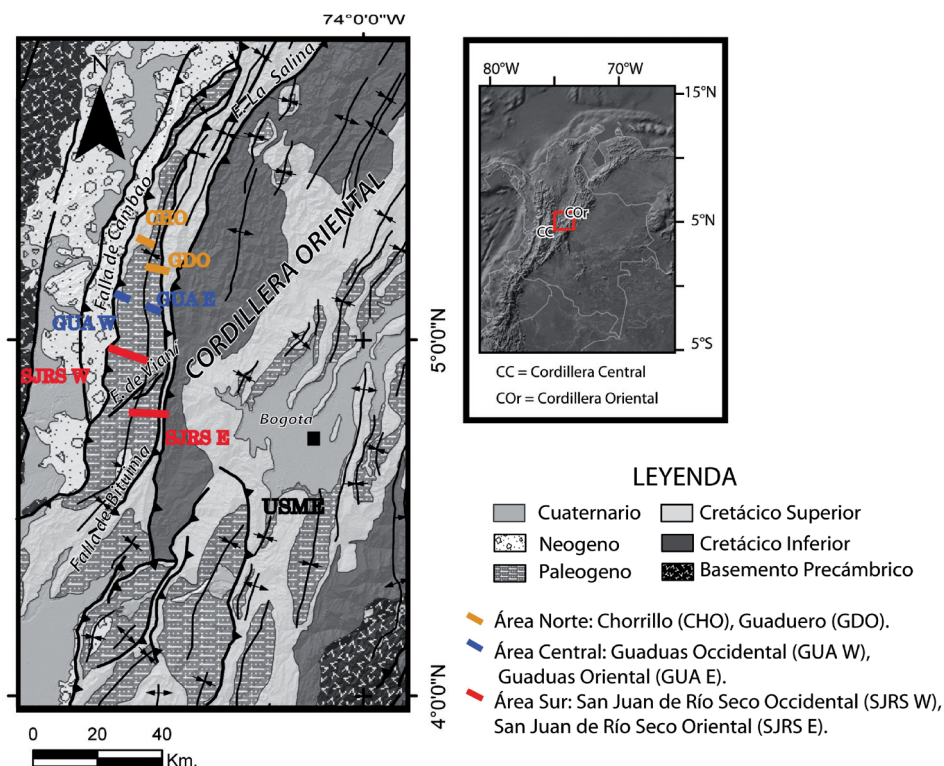 74°0'0"W
N
F. La Salina
Falla de Cambao
CHO
GDO
CORDILLERA ORIENTAL
GUA E
GUA W
5°0'0"N
F. de Vianí
SJRS W
Bogota
SJRS E
USME
Falla de Bituima
4°0'0"N
0 20 40
Km.
80°W 70°W
15°N
COr
5°N
CC
5°S
CC = Cordillera Central
COr = Cordillera Oriental
LEYENDA
Cuaternario
Cretácico Superior
Neogeno
Cretácico Inferior
Paleogeno
Basemento Precámbrico
Área Norte: Chorrillo (CHO), Guaduero (GDO).
Área Central: Guaduas Occidental (GUA W),
Guaduas Oriental (GUA E).
Área Sur: San Juan de Río Seco Occidental (SJRS W),
San Juan de Río Seco Oriental (SJRS E).